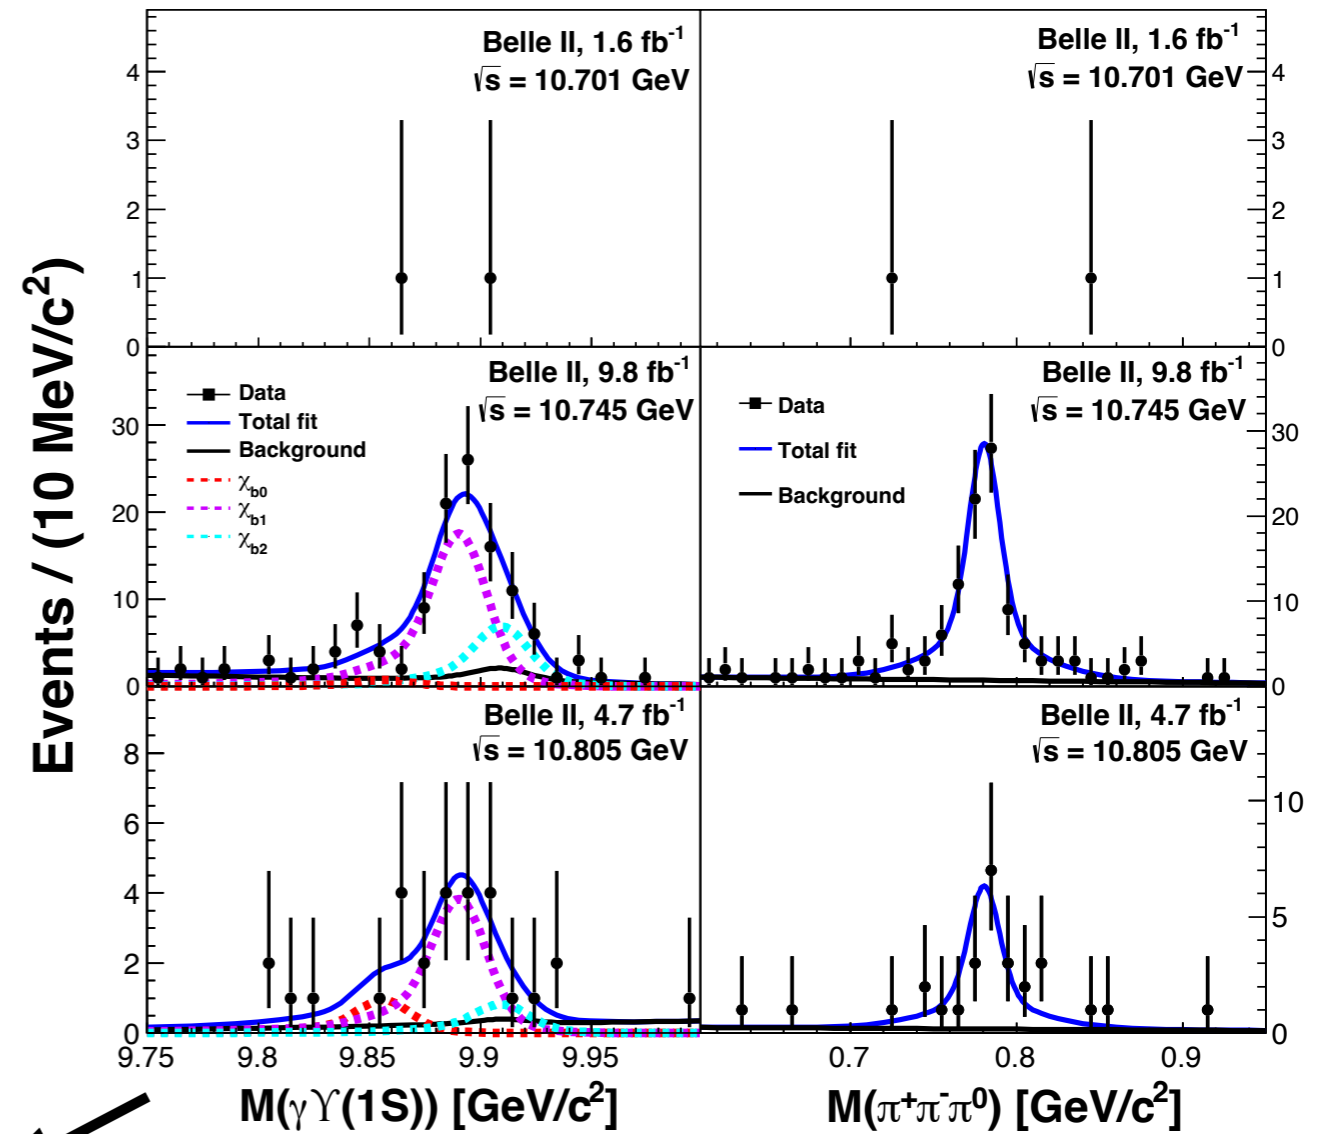 Events / (10 MeV/c²)
Belle II, 1.6 fb⁻¹
√s = 10.701 GeV
4
3
2
1
0
Belle II, 1.6 fb⁻¹
√s = 10.701 GeV
4
3
2
1
0
Belle II, 9.8 fb⁻¹
√s = 10.745 GeV
Data
Total fit
Background
χb0
χb1
χb2
30
20
10
0
Belle II, 9.8 fb⁻¹
√s = 10.745 GeV
Data
Total fit
Background
30
20
10
0
Belle II, 4.7 fb⁻¹
√s = 10.805 GeV
8
6
4
2
0
Belle II, 4.7 fb⁻¹
√s = 10.805 GeV
10
5
0
9.75 9.8 9.85 9.9 9.95
0.7 0.8 0.9
M(γϒ(1S)) [GeV/c²]
M(π⁺π⁻π⁰) [GeV/c²]